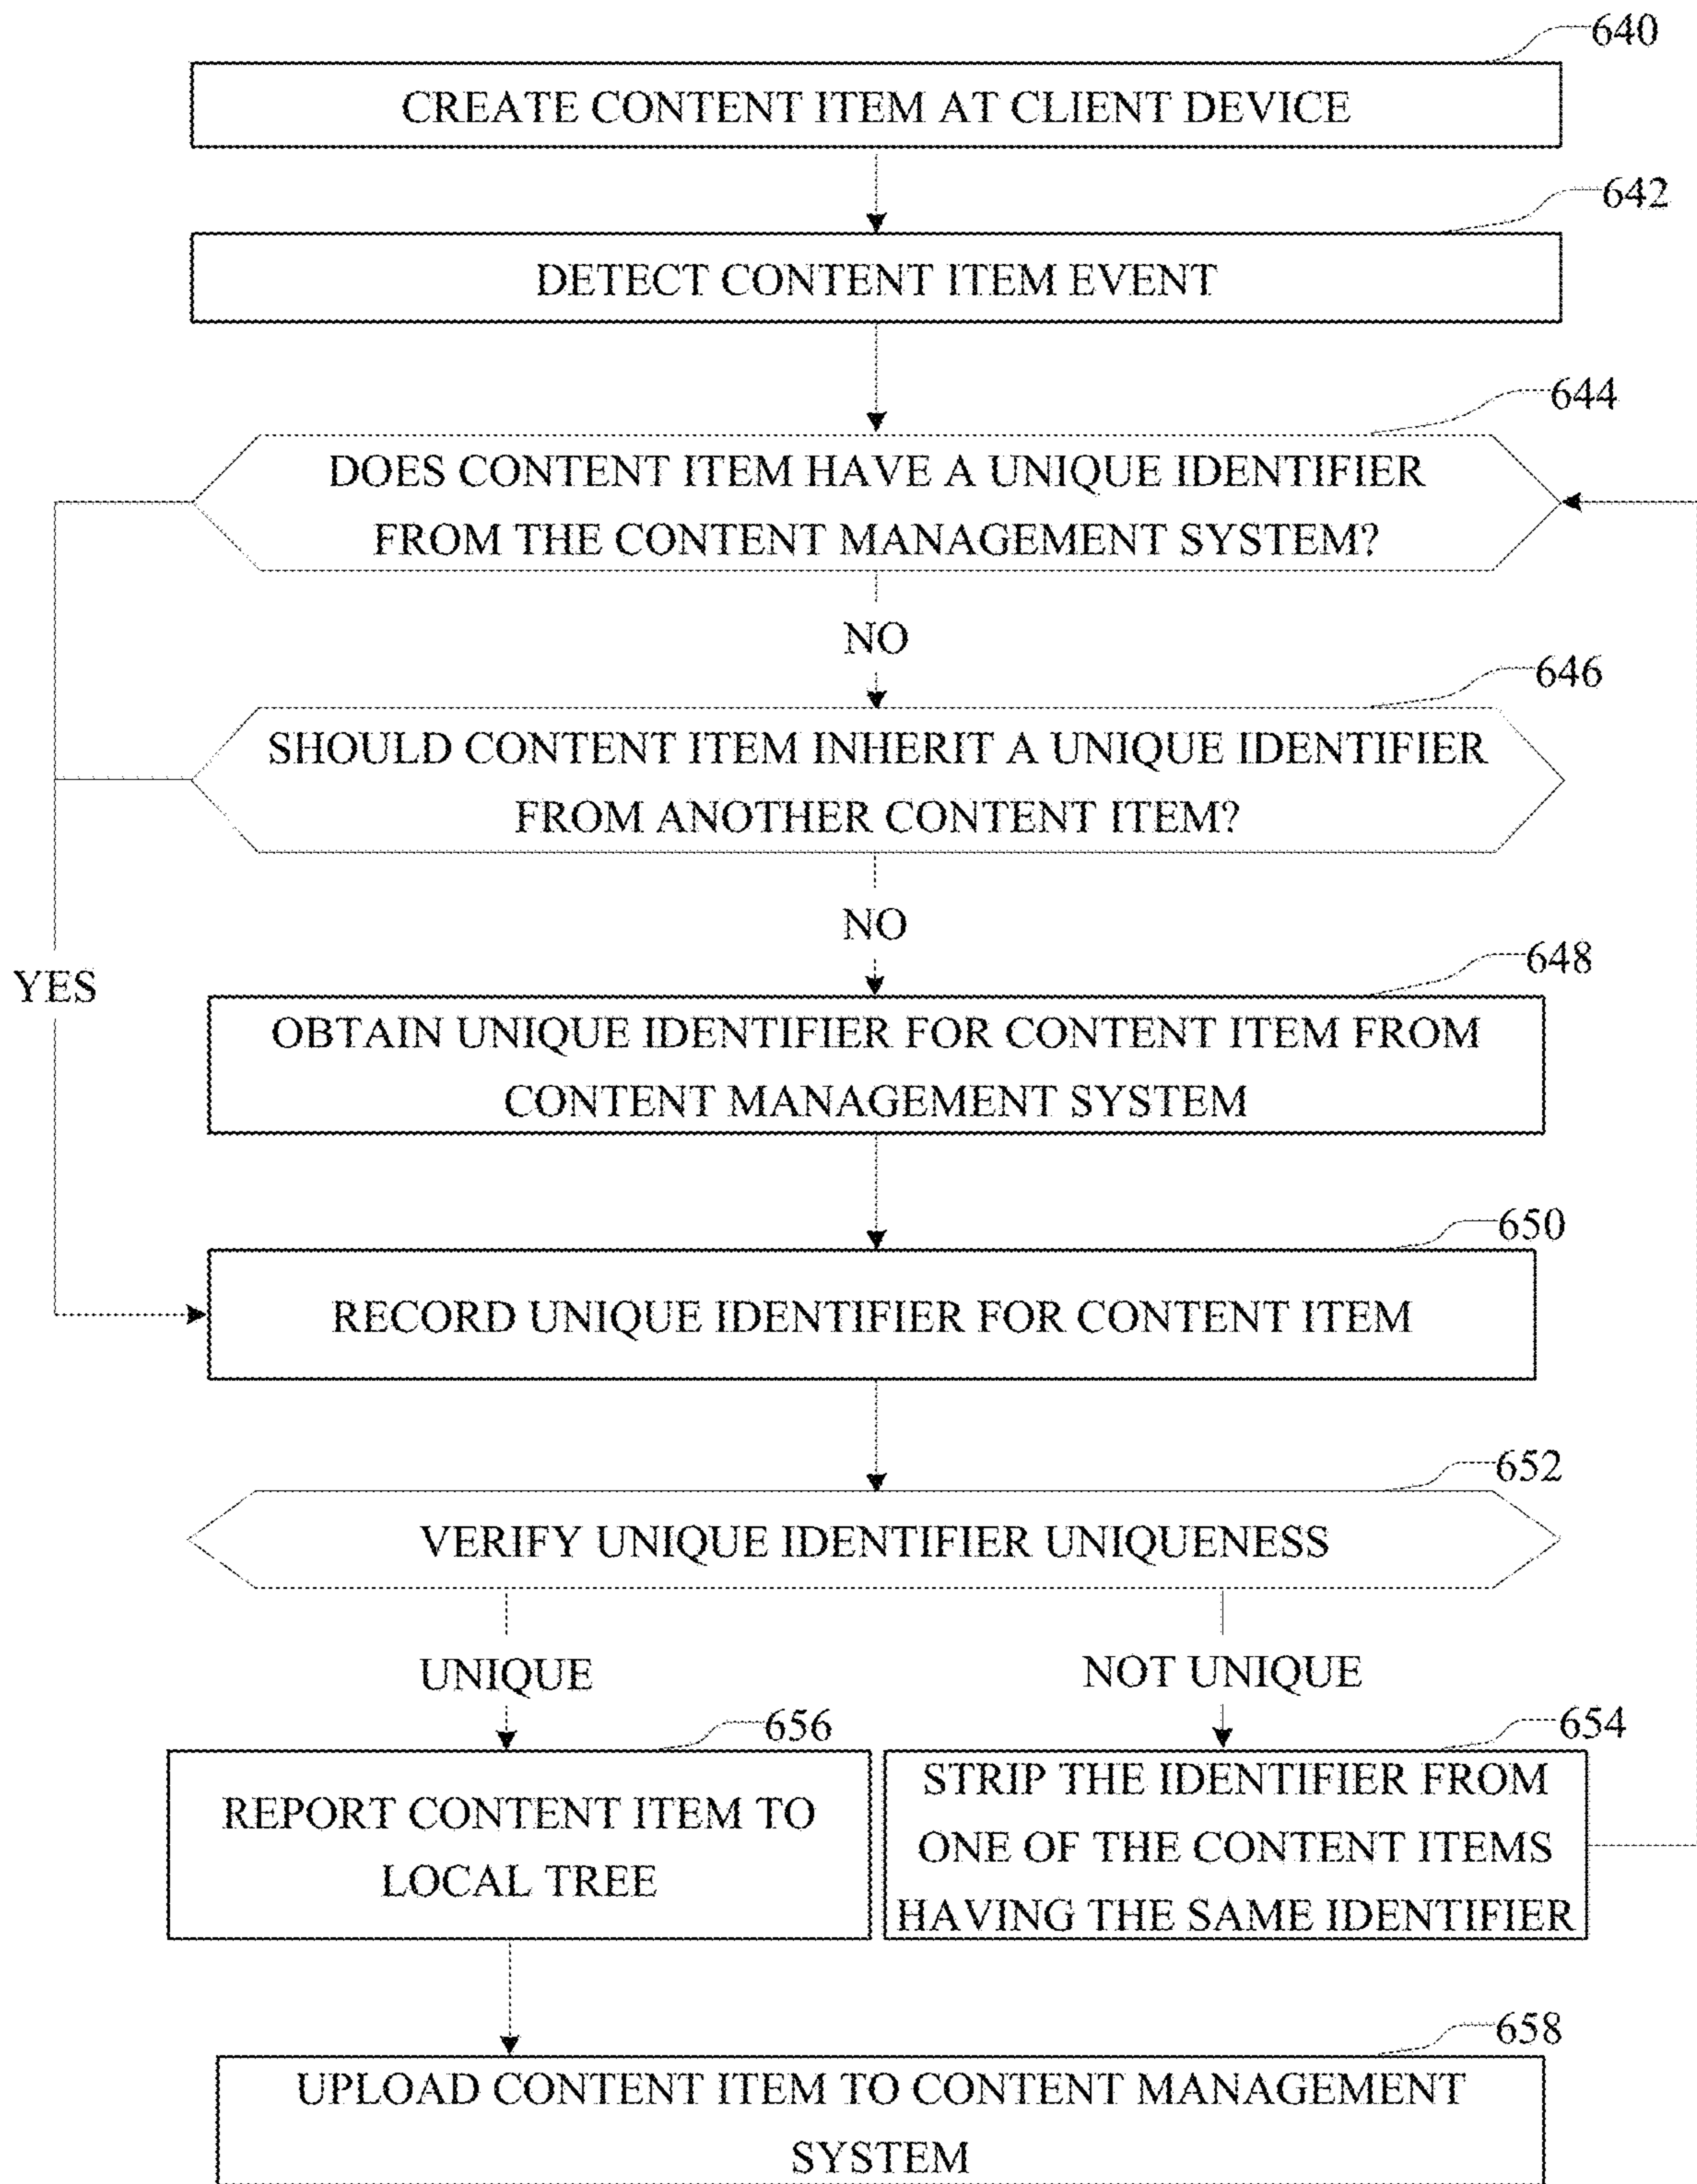 640
CREATE CONTENT ITEM AT CLIENT DEVICE
642
DETECT CONTENT ITEM EVENT
644
DOES CONTENT ITEM HAVE A UNIQUE IDENTIFIER
FROM THE CONTENT MANAGEMENT SYSTEM?
NO
646
SHOULD CONTENT ITEM INHERIT A UNIQUE IDENTIFIER
FROM ANOTHER CONTENT ITEM?
NO
YES
648
OBTAIN UNIQUE IDENTIFIER FOR CONTENT ITEM FROM
CONTENT MANAGEMENT SYSTEM
650
RECORD UNIQUE IDENTIFIER FOR CONTENT ITEM
652
VERIFY UNIQUE IDENTIFIER UNIQUENESS
UNIQUE
NOT UNIQUE
656
REPORT CONTENT ITEM TO
LOCAL TREE
654
STRIP THE IDENTIFIER FROM
ONE OF THE CONTENT ITEMS
HAVING THE SAME IDENTIFIER
658
UPLOAD CONTENT ITEM TO CONTENT MANAGEMENT
SYSTEM